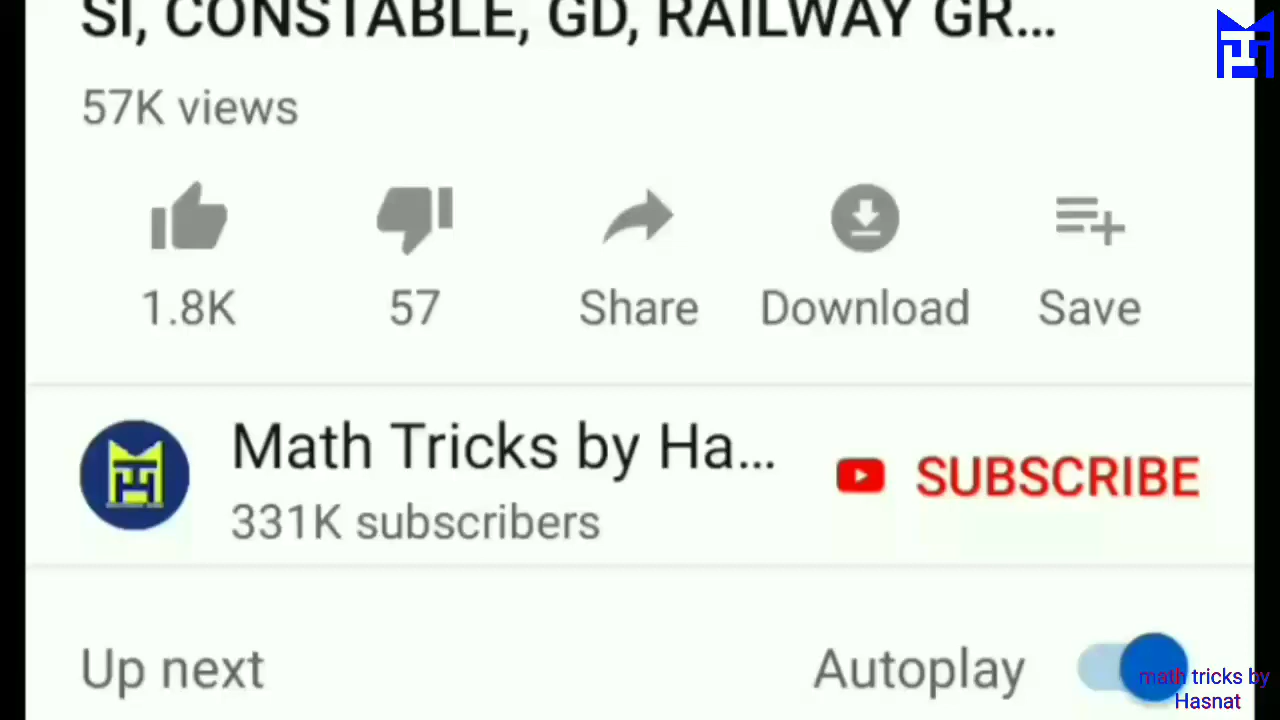 SI, CONSTABLE, GD, RAILWAY GR...
57K views
1.8K
57
Share
Download
Save
Math Tricks by Ha...
331K subscribers
SUBSCRIBE
Up next
Autoplay
math tricks by
Hasnat